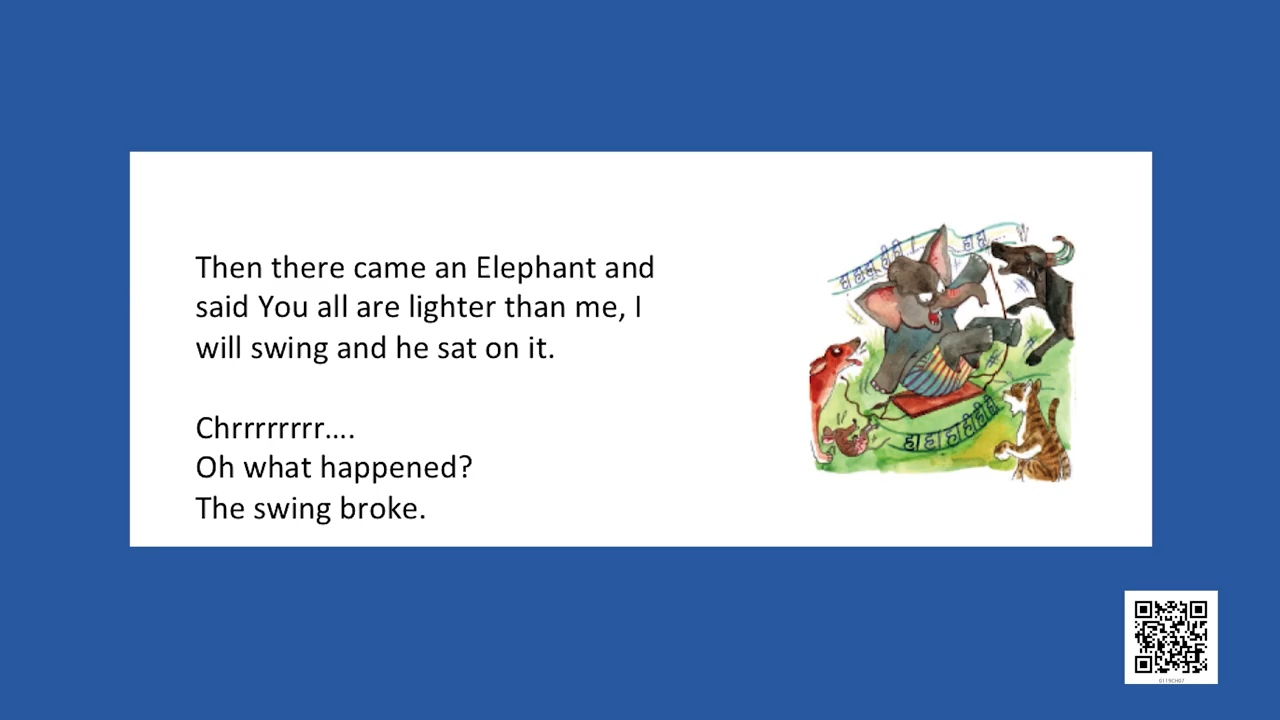 Then there came an Elephant and
said You all are lighter than me, I
will swing and he sat on it.
Chrrrrrrrr....
Oh what happened?
The swing broke.
हा हा हा ही ही
हा हा
हा हा हा ही ही ही
0119CH07